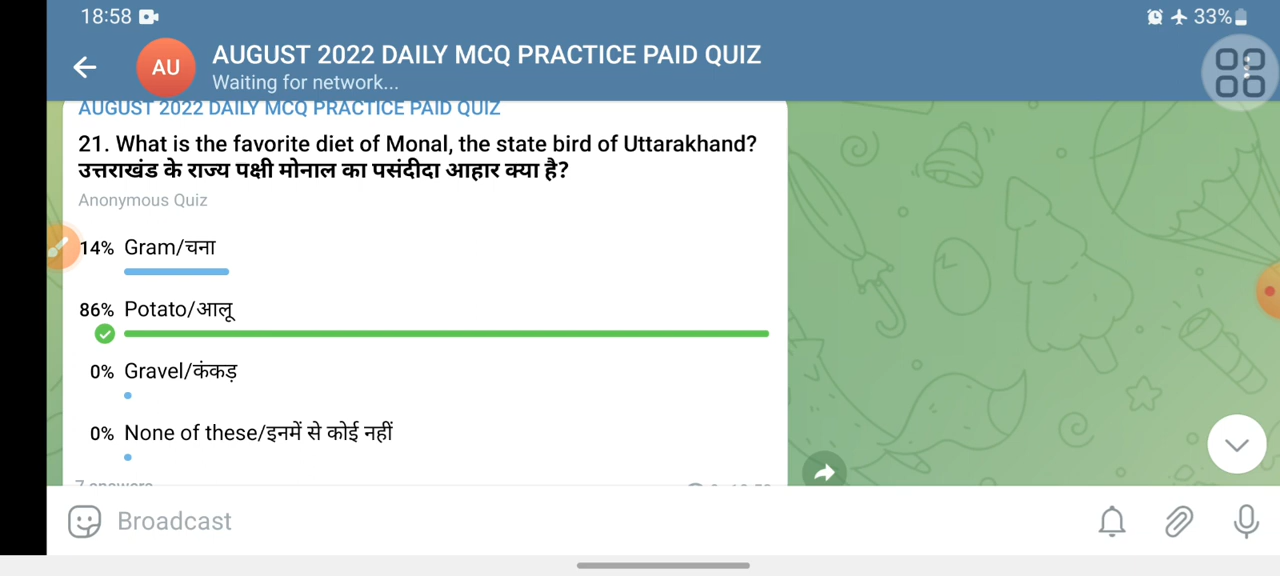 18:58
33%
AU
AUGUST 2022 DAILY MCQ PRACTICE PAID QUIZ
Waiting for network...
AUGUST 2022 DAILY MCQ PRACTICE PAID QUIZ
21. What is the favorite diet of Monal, the state bird of Uttarakhand?
उत्तराखंड के राज्य पक्षी मोनाल का पसंदीदा आहार क्या है?
Anonymous Quiz
14% Gram/चना
86% Potato/आलू
0% Gravel/कंकड़
0% None of these/इनमें से कोई नहीं
7 answers
Broadcast